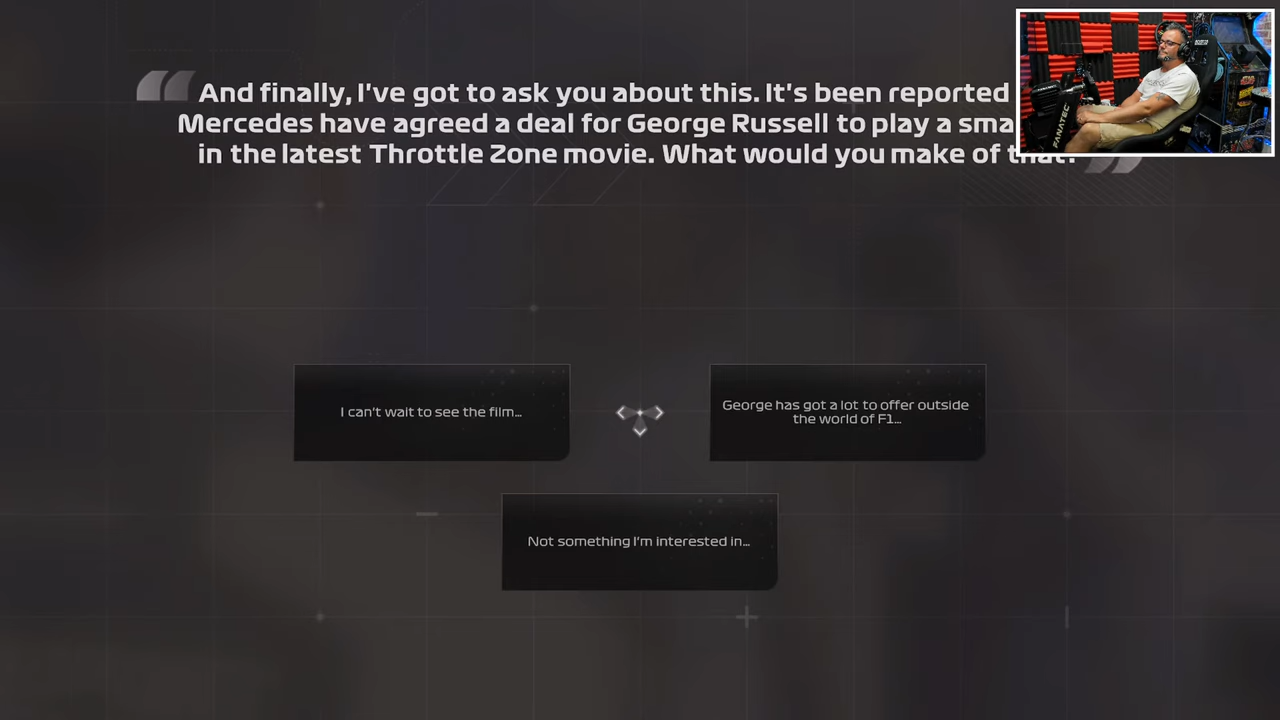 And finally, I've got to ask you about this. It's been reported
Mercedes have agreed a deal for George Russell to play a
in the latest Throttle Zone movie. What would you make of that?
I can't wait to see the film...
George has got a lot to offer outside
the world of F1...
Not something I'm interested in...
FANATEC